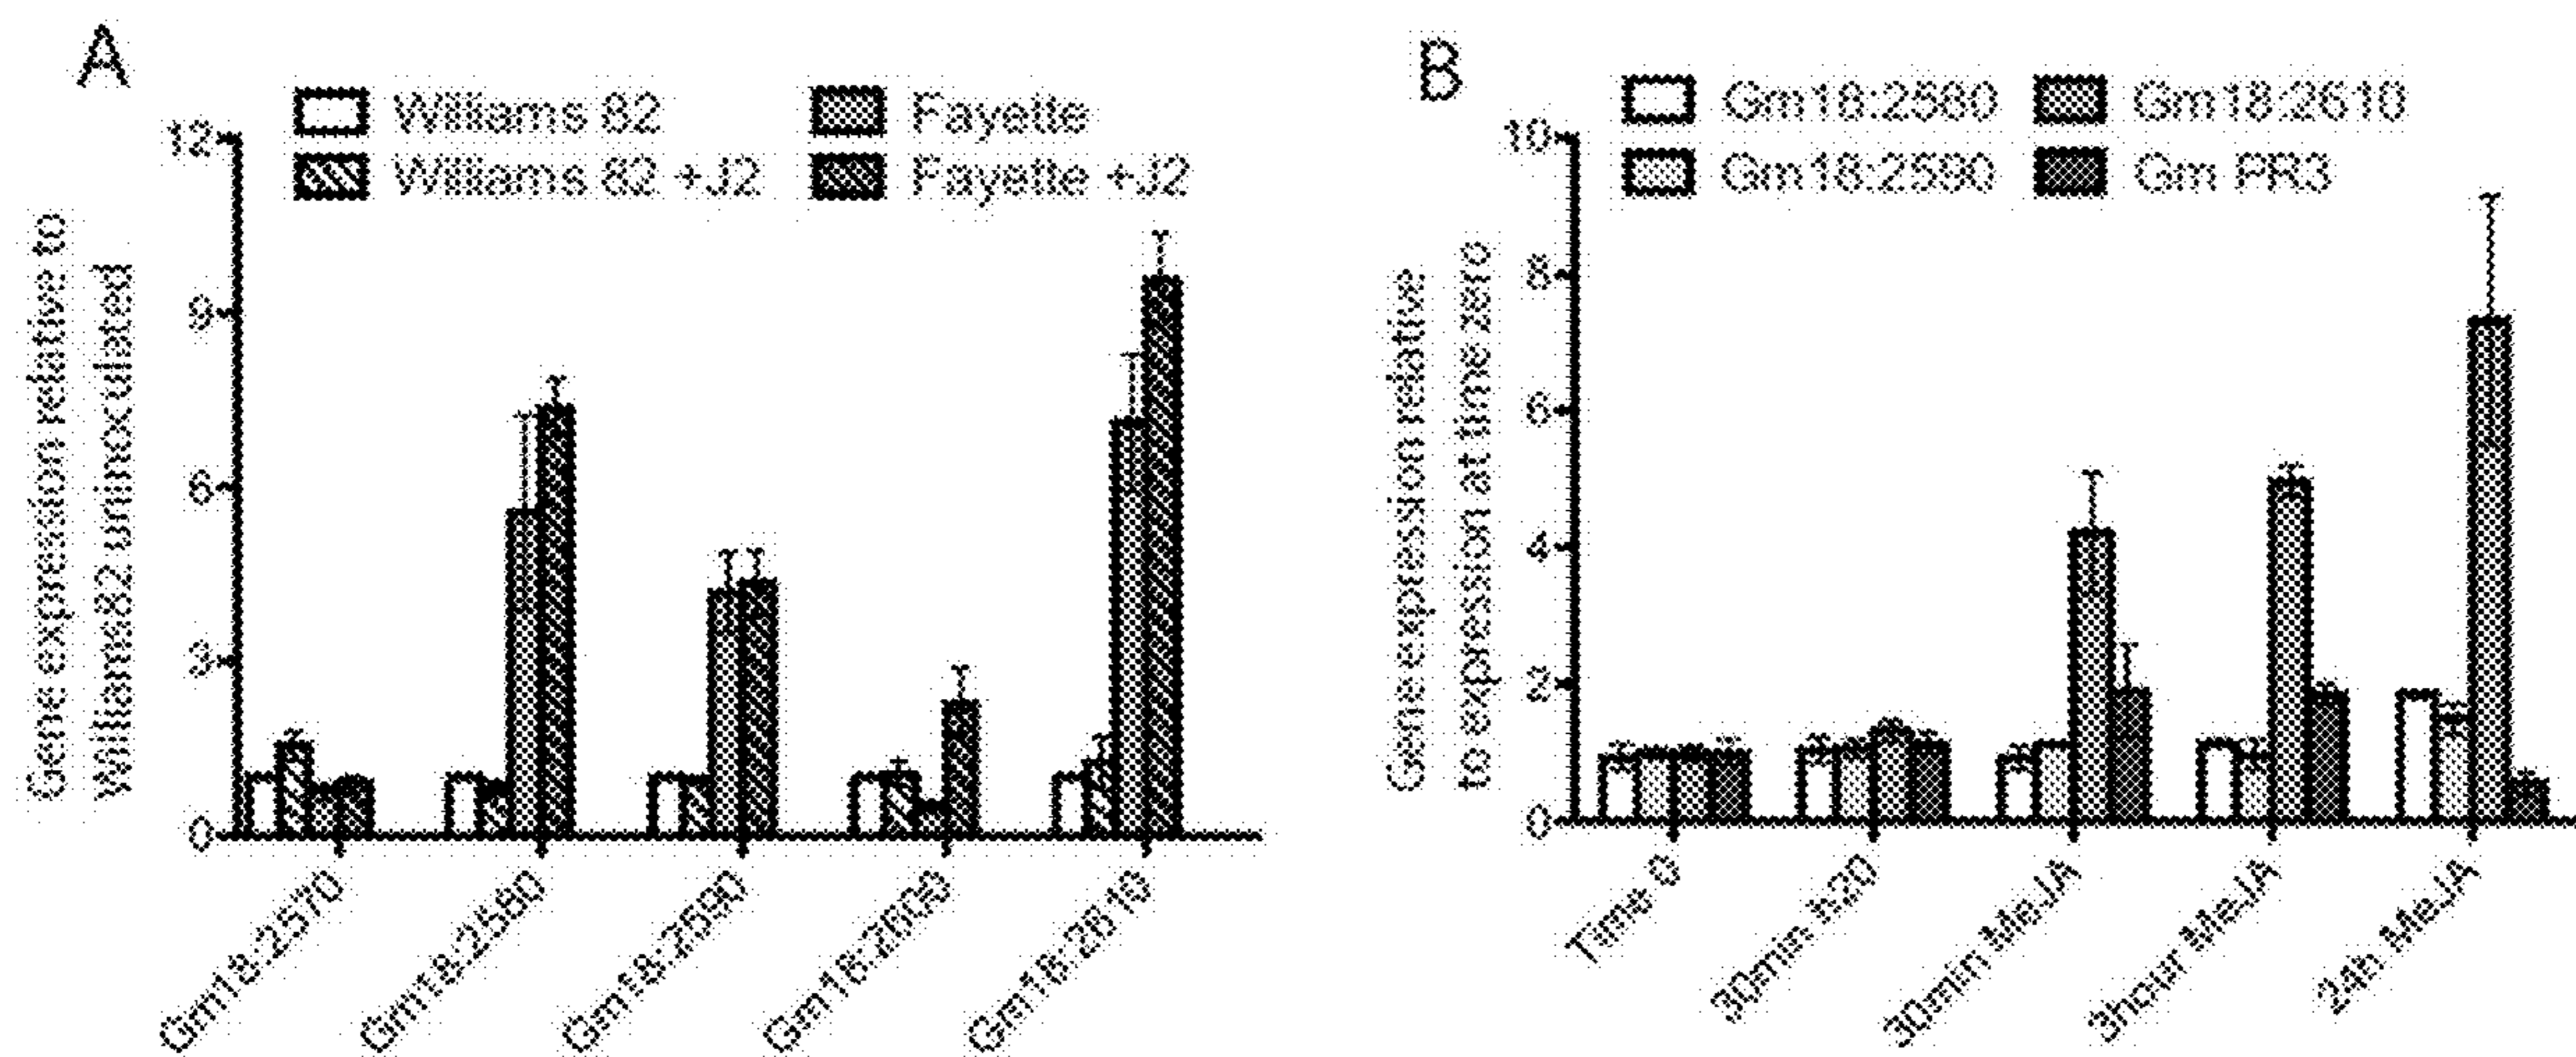 A
Williams 82
Fayette
Williams 82 +J2
Fayette +J2
Gene expression relative to
Williams82 uninoculated
12
9
6
3
0
Gm18:2570
Gm18:2580
Gm18:2590
Gm18:2600
Gm18:2610
B
Gm18:2580
Gm18:2610
Gm18:2590
Gm PR3
Gene expression relative
to expression at time zero
10
8
6
4
2
0
Time 0
30min
30min MeJA
3hour MeJA
24h MeJA